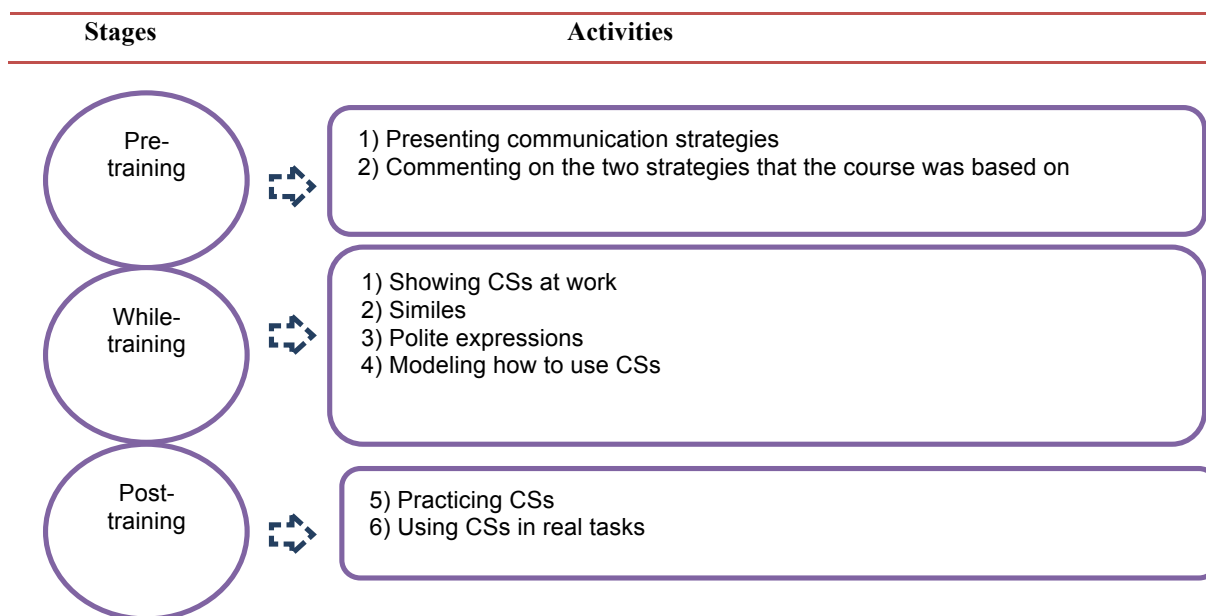 Stages Activities
Pre-
training
1) Presenting communication strategies
2) Commenting on the two strategies that the course was based on
While-
training
1) Showing CSs at work
2) Similes
3) Polite expressions
4) Modeling how to use CSs
Post-
training
5) Practicing CSs
6) Using CSs in real tasks